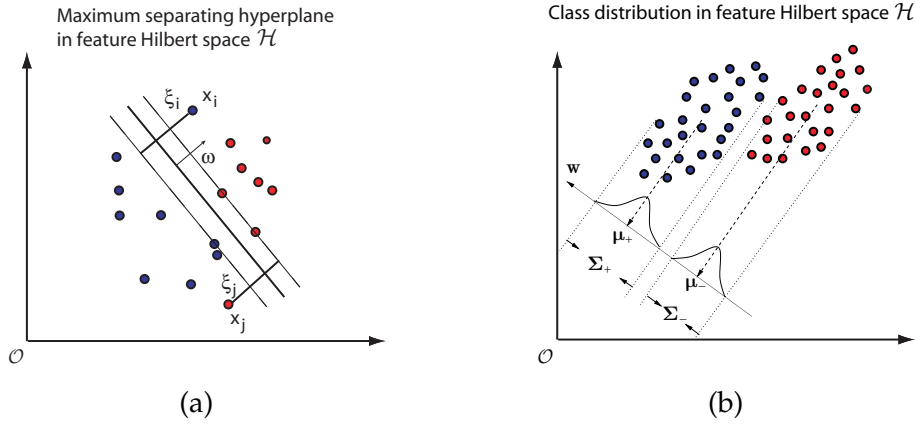 Maximum separating hyperplane
in feature Hilbert space ℋ
ξᵢ
xᵢ
ω
ξⱼ
xⱼ
𝒪
(a)
Class distribution in feature Hilbert space ℋ
w
μ₊
Σ₊
μ₋
Σ₋
𝒪
(b)